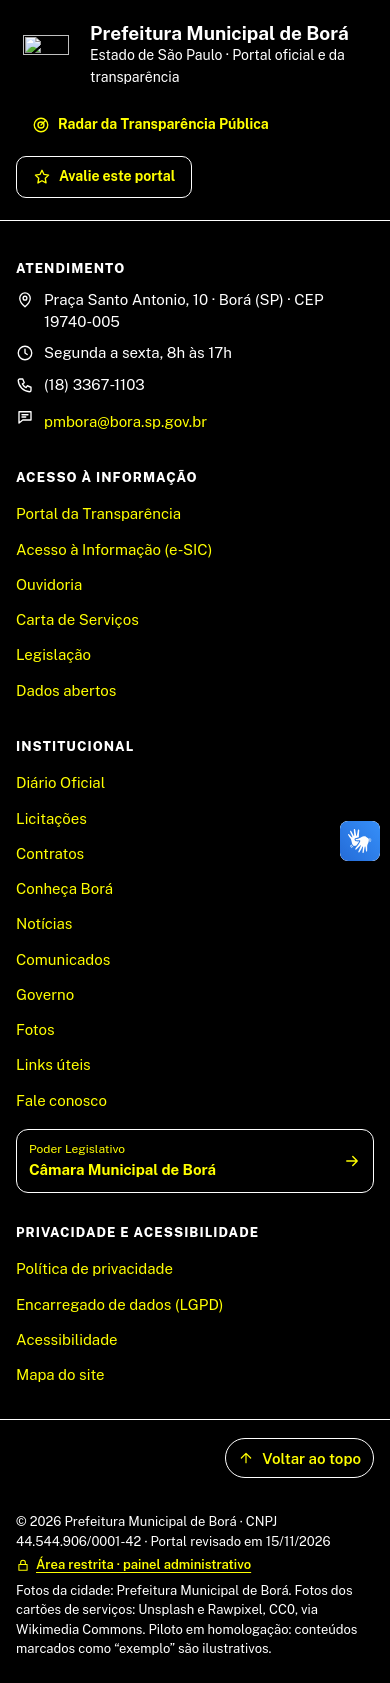 Prefeitura Municipal de Borá
Estado de São Paulo · Portal oficial e da
transparência
Radar da Transparência Pública
Avalie este portal
ATENDIMENTO
Praça Santo Antonio, 10 · Borá (SP) · CEP
19740-005
Segunda a sexta, 8h às 17h
(18) 3367-1103
pmbora@bora.sp.gov.br
ACESSO À INFORMAÇÃO
Portal da Transparência
Acesso à Informação (e-SIC)
Ouvidoria
Carta de Serviços
Legislação
Dados abertos
INSTITUCIONAL
Diário Oficial
Licitações
Contratos
Conheça Borá
Notícias
Comunicados
Governo
Fotos
Links úteis
Fale conosco
Poder Legislativo
Câmara Municipal de Borá
PRIVACIDADE E ACESSIBILIDADE
Política de privacidade
Encarregado de dados (LGPD)
Acessibilidade
Mapa do site
Voltar ao topo
© 2026 Prefeitura Municipal de Borá · CNPJ
44.544.906/0001-42 · Portal revisado em 15/11/2026
Área restrita · painel administrativo
Fotos da cidade: Prefeitura Municipal de Borá. Fotos dos
cartões de serviços: Unsplash e Rawpixel, CC0, via
Wikimedia Commons. Piloto em homologação: conteúdos
marcados como “exemplo” são ilustrativos.